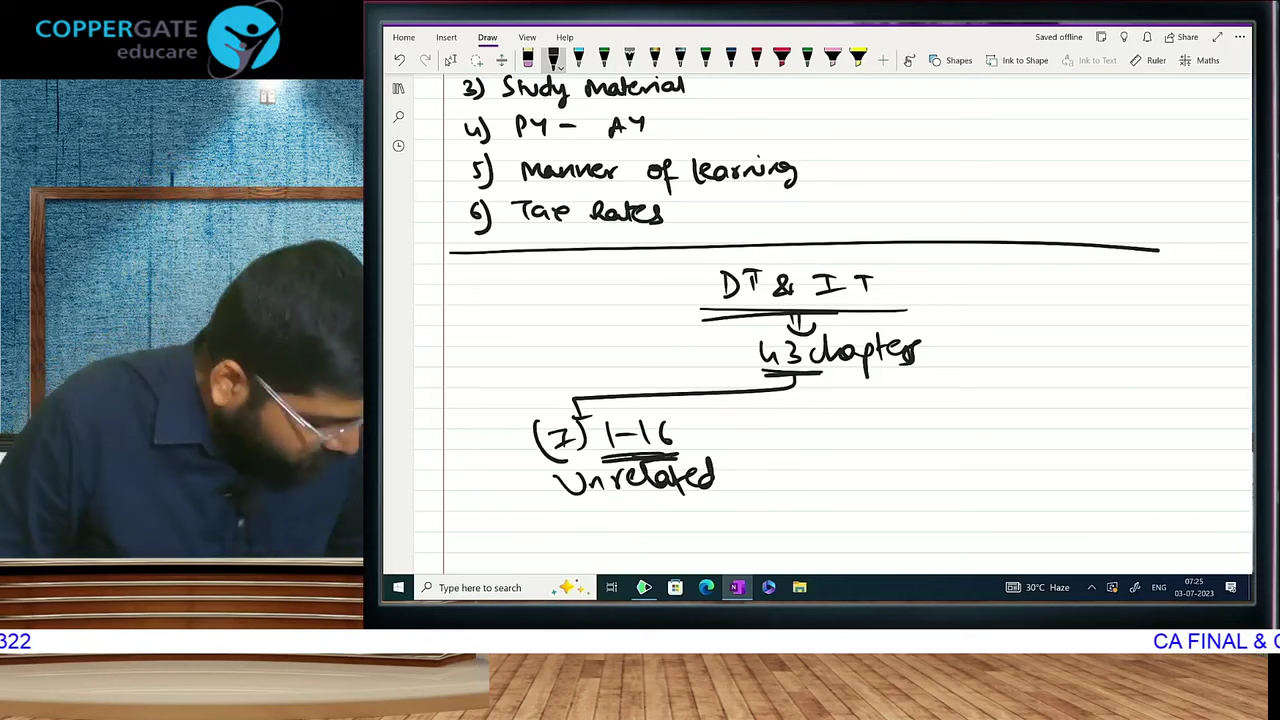 COPPERGATE
educare
Home Insert Draw View Help
Saved offline Share
Shapes Ink to Shape Ink to Text Ruler Maths
3) Study Material
4) PY - AY
5) Manner of learning
6) Tax Rates
DT & IT
43 chapters
(I) 1-16
Unrelated
Type here to search
30°C Haze ENG 07:25
03-07-2023
322 CA FINAL & C